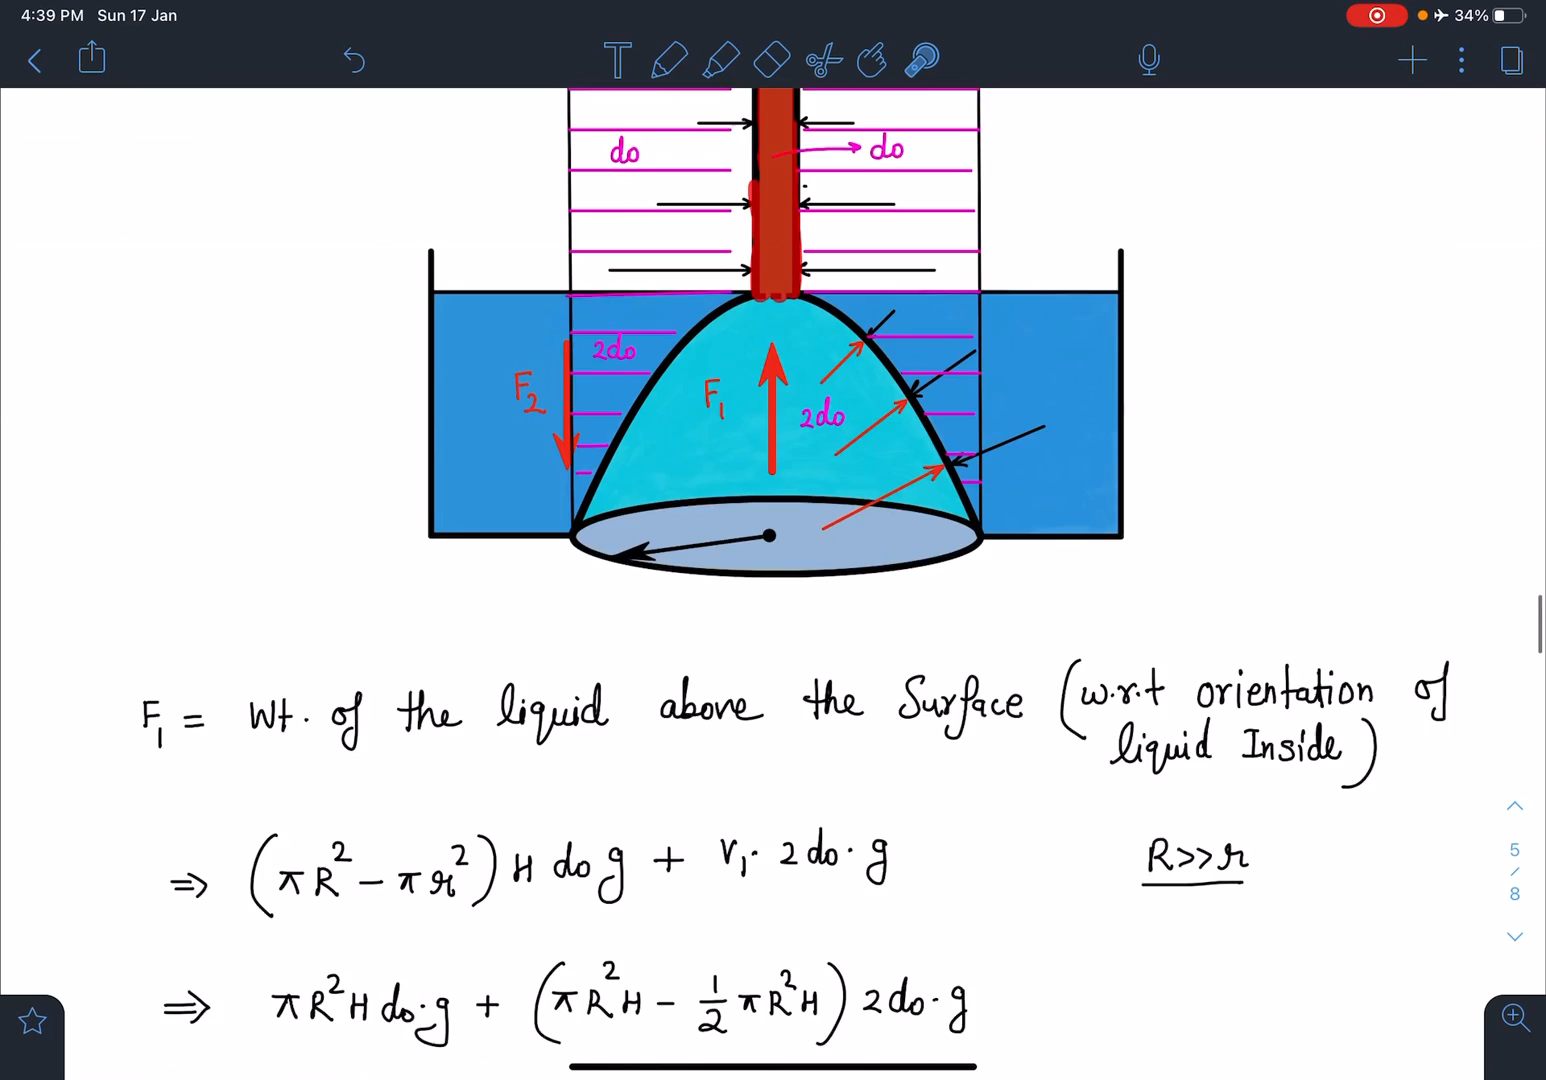 4:39 PM Sun 17 Jan
34%
do
do
2do
F₂
F₁
2do
F₁ = Wt. of the liquid above the Surface (w.r.t orientation of
liquid Inside)
⇒ (πR² − πr²) H do g + V₁. 2do. g
R>>r
⇒ πR²H do.g + (πR²H − 1/2 πR²H) 2do.g
5
/
8